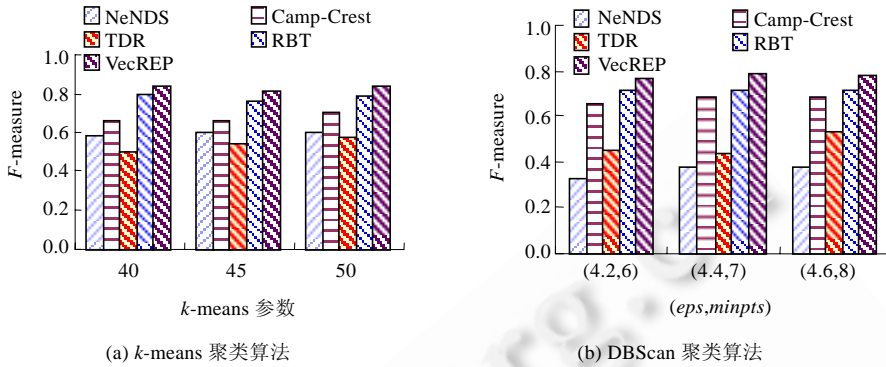 NeNDS
Camp-Crest
TDR
RBT
VecREP
F-measure
1.0
0.8
0.6
0.4
0.2
0.0
40
45
50
k-means 参数
(a) k-means 聚类算法
NeNDS
Camp-Crest
TDR
RBT
VecREP
F-measure
1.0
0.8
0.6
0.4
0.2
0.0
(4.2,6)
(4.4,7)
(4.6,8)
(eps,minpts)
(b) DBScan 聚类算法